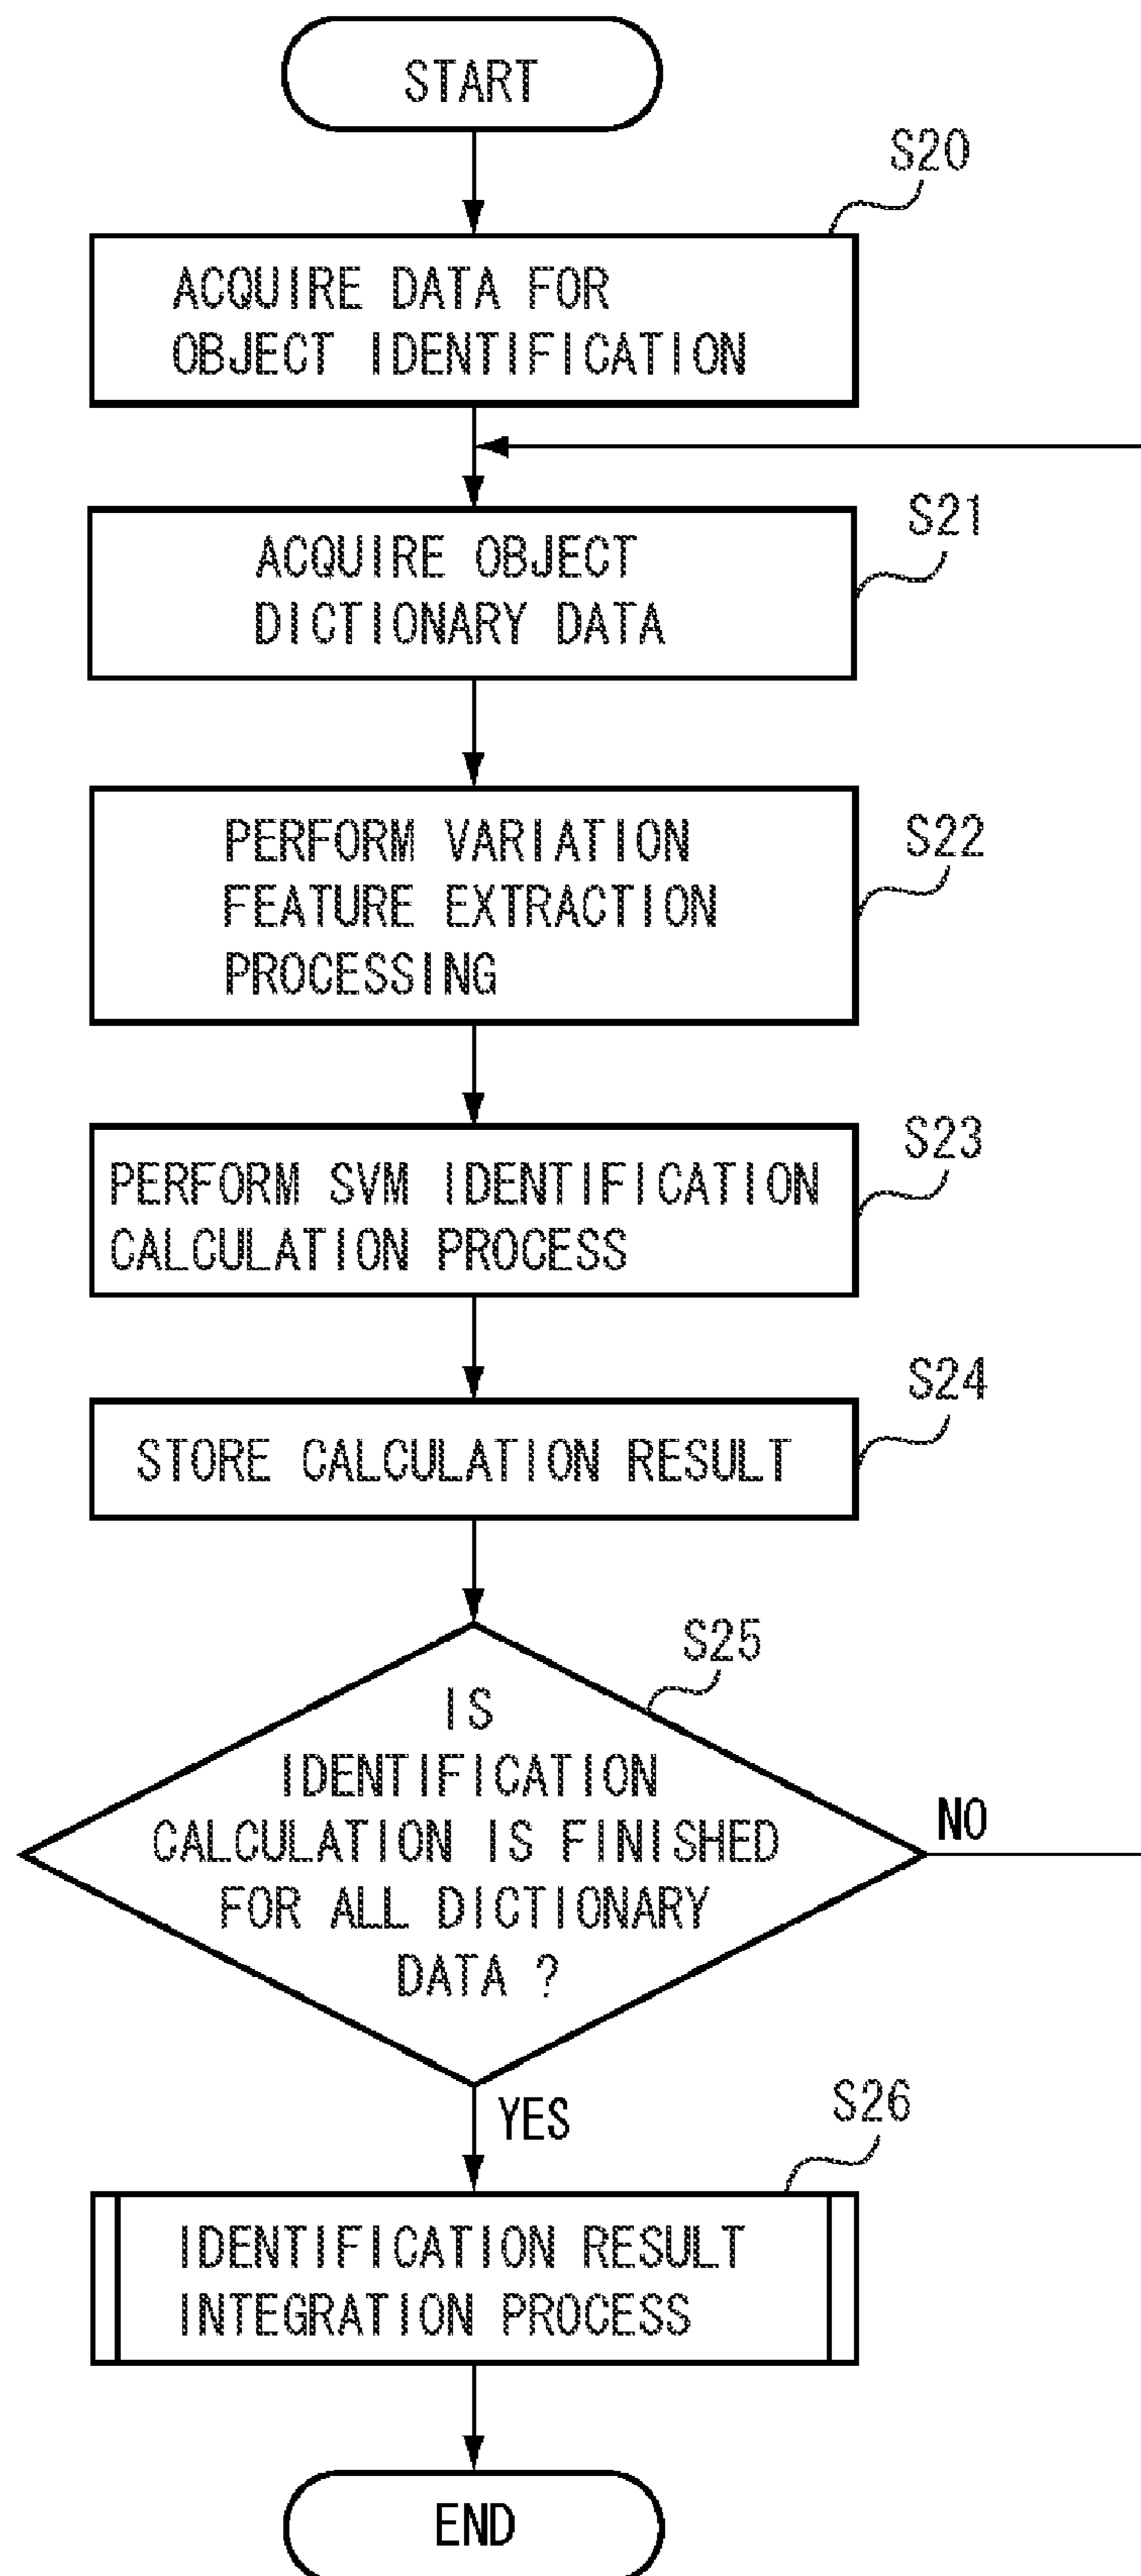 START
S20
ACQUIRE DATA FOR
OBJECT IDENTIFICATION
S21
ACQUIRE OBJECT
DICTIONARY DATA
S22
PERFORM VARIATION
FEATURE EXTRACTION
PROCESSING
S23
PERFORM SVM IDENTIFICATION
CALCULATION PROCESS
S24
STORE CALCULATION RESULT
S25
IS
IDENTIFICATION
CALCULATION IS FINISHED
FOR ALL DICTIONARY
DATA ?
NO
YES
S26
IDENTIFICATION RESULT
INTEGRATION PROCESS
END